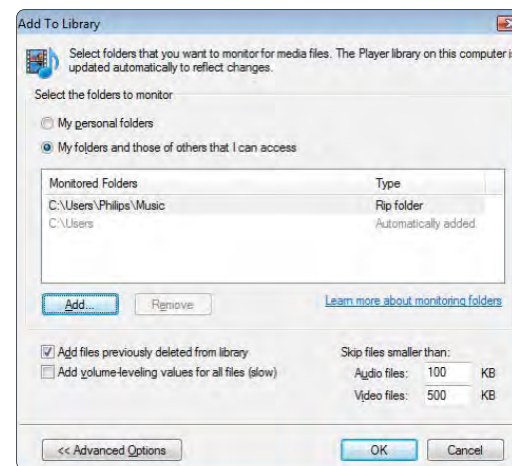 Add To Library
Select folders that you want to monitor for media files. The Player library on this computer
updated automatically to reflect changes.
Select the folders to monitor
My personal folders
My folders and those of others that I can access
Monitored Folders Type
C:\Users\Philips\Music Rip folder
C:\Users Automatically added
Add... Remove Learn more about monitoring folders
Add files previously deleted from library
Add volume-leveling values for all files (slow)
Skip files smaller than:
Audio files: 100 KB
Video files: 500 KB
<< Advanced Options OK Cancel